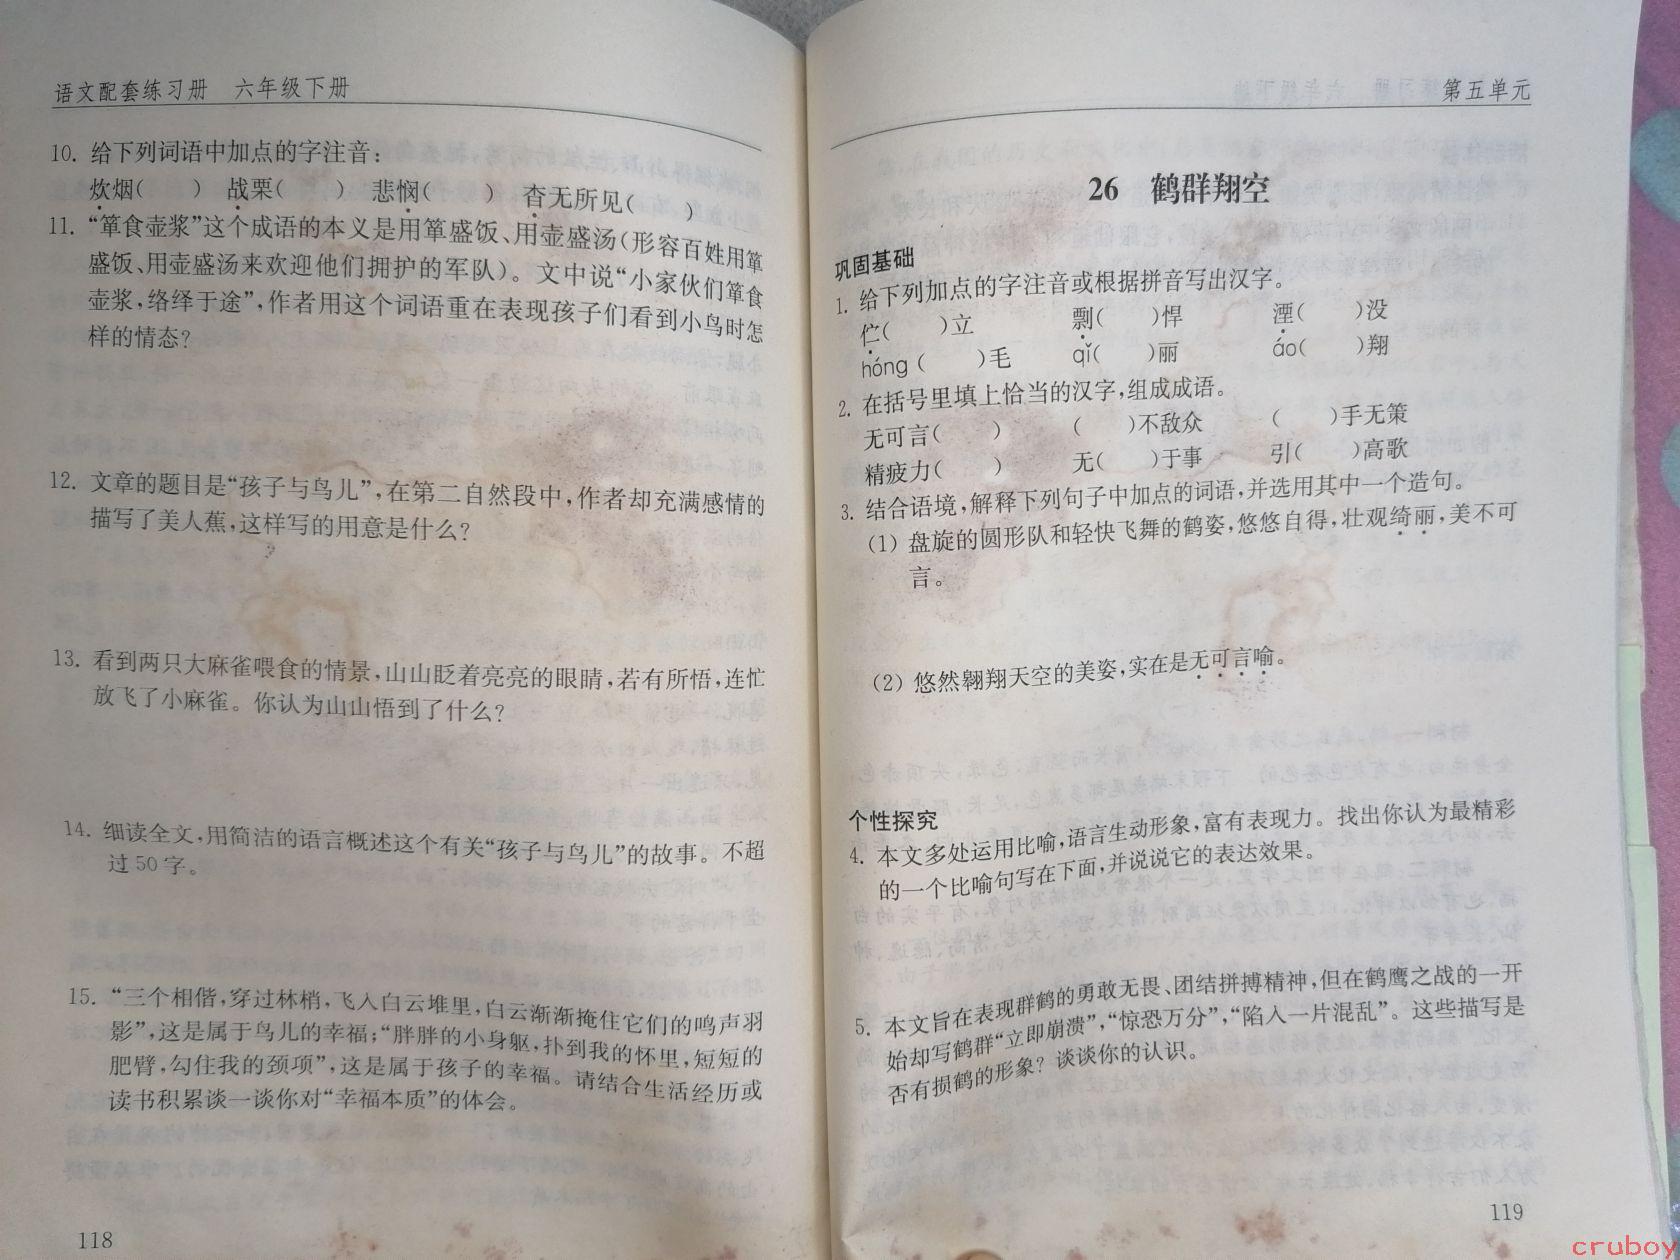 语文配套练习册　六年级下册
10. 给下列词语中加点的字注音：
炊烟(　　)　战栗(　　)　悲悯(　　)　杳无所见(　　)
11. “箪食壶浆”这个成语的本义是用箪盛饭、用壶盛汤(形容百姓用箪
盛饭、用壶盛汤来欢迎他们拥护的军队)。文中说“小家伙们箪食
壶浆，络绎于途”，作者用这个词语重在表现孩子们看到小鸟时怎
样的情态？
12. 文章的题目是“孩子与鸟儿”，在第二自然段中，作者却充满感情的
描写了美人蕉，这样写的用意是什么？
13. 看到两只大麻雀喂食的情景，山山眨着亮亮的眼睛，若有所悟，连忙
放飞了小麻雀。你认为山山悟到了什么？
14. 细读全文，用简洁的语言概述这个有关“孩子与鸟儿”的故事。不超
过50字。
15. “三个相偕，穿过林梢，飞入白云堆里，白云渐渐掩住它们的鸣声羽
影”，这是属于鸟儿的幸福；“胖胖的小身躯，扑到我的怀里，短短的
肥臂，勾住我的颈项”，这是属于孩子的幸福。请结合生活经历或
读书积累谈一谈你对“幸福本质”的体会。
118
第五单元
26　鹤群翔空
巩固基础
1. 给下列加点的字注音或根据拼音写出汉字。
伫(　　)立　　剽(　　)悍　　湮(　　)没
hóng(　　)毛　　qǐ(　　)丽　　áo(　　)翔
2. 在括号里填上恰当的汉字，组成成语。
无可言(　　)　　(　　)不敌众　　(　　)手无策
精疲力(　　)　　无(　　)于事　　引(　　)高歌
3. 结合语境，解释下列句子中加点的词语，并选用其中一个造句。
(1) 盘旋的圆形队和轻快飞舞的鹤姿，悠悠自得，壮观绮丽，美不可
言。
(2) 悠然翱翔天空的美姿，实在是无可言喻。
个性探究
4. 本文多处运用比喻，语言生动形象，富有表现力。找出你认为最精彩
的一个比喻句写在下面，并说说它的表达效果。
5. 本文旨在表现群鹤的勇敢无畏、团结拼搏精神，但在鹤鹰之战的一开
始却写鹤群“立即崩溃”，“惊恐万分”，“陷入一片混乱”。这些描写是
否有损鹤的形象？谈谈你的认识。
119
cruboy